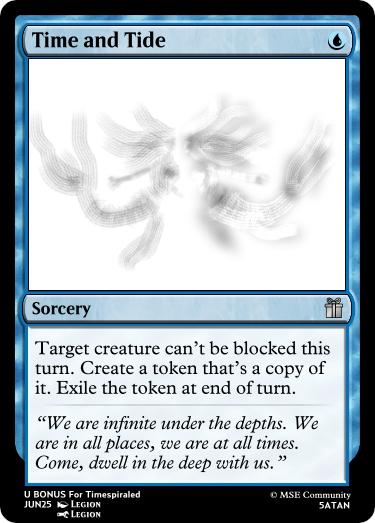 Time and Tide
Sorcery
Target creature can't be blocked this
turn. Create a token that's a copy of
it. Exile the token at end of turn.
“We are infinite under the depths. We
are in all places, we are at all times.
Come, dwell in the deep with us.”
U BONUS For Timespiraled
© MSE Community
JUN25 Legion
5ATAN
Legion